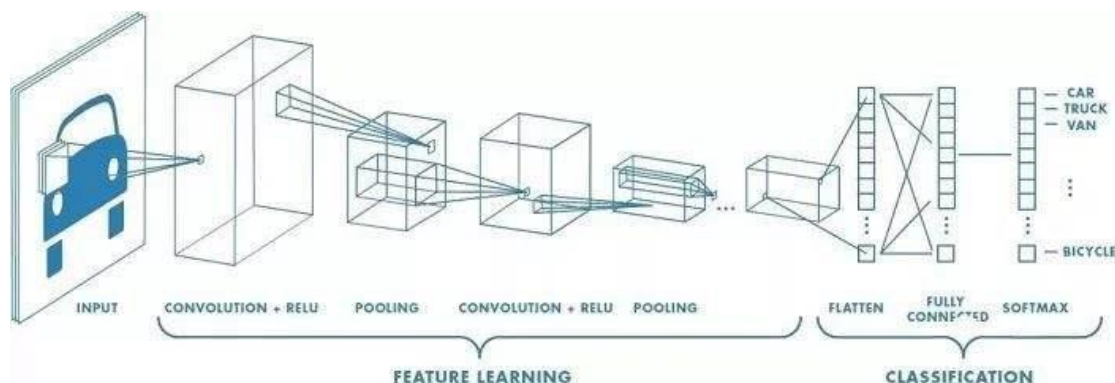 CAR
TRUCK
VAN
BICYCLE
INPUT
CONVOLUTION + RELU
POOLING
CONVOLUTION + RELU
POOLING
FLATTEN
FULLY
CONNECTED
SOFTMAX
FEATURE LEARNING
CLASSIFICATION